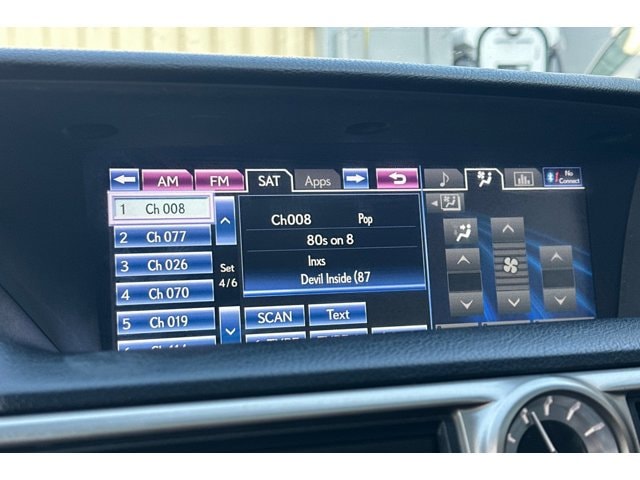 AM FM SAT Apps No Connect
1 Ch 008
2 Ch 077
3 Ch 026
4 Ch 070
5 Ch 019
Set
4/6
Ch008 Pop
80s on 8
Inxs
Devil Inside (87
SCAN Text